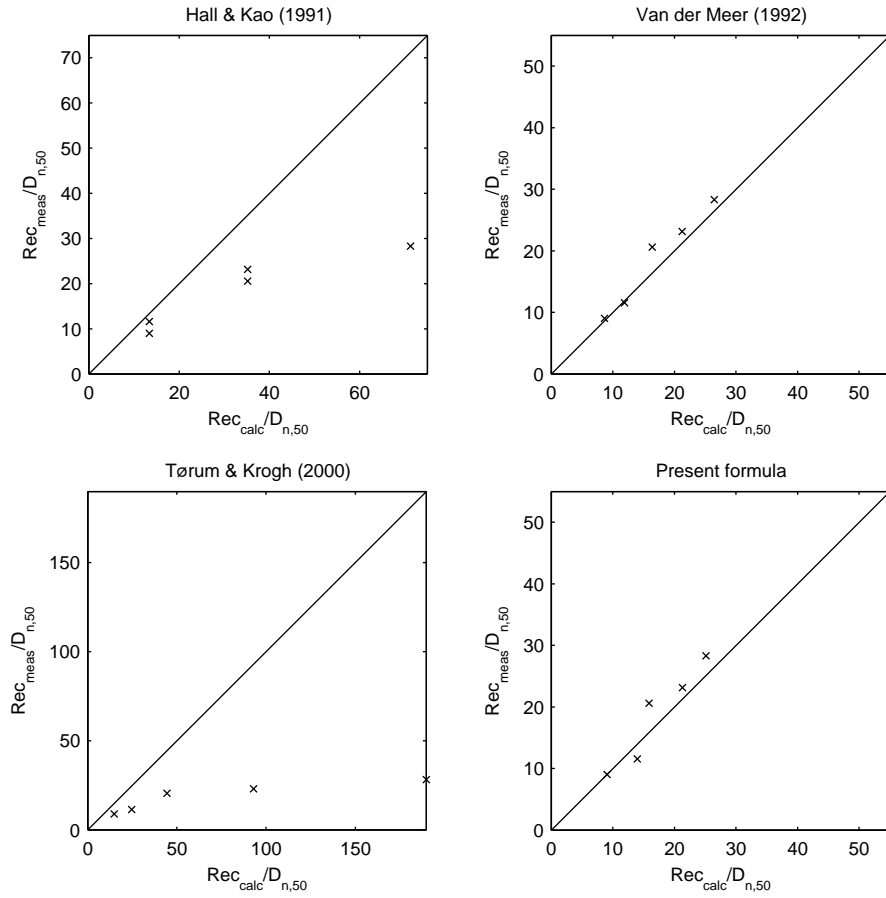 Hall & Kao (1991)
70
60
50
40
30
20
10
0
Rec_meas/D_n,50
0 20 40 60
Rec_calc/D_n,50
Van der Meer (1992)
50
40
30
20
10
0
Rec_meas/D_n,50
0 10 20 30 40 50
Rec_calc/D_n,50
Tørum & Krogh (2000)
150
100
50
0
Rec_meas/D_n,50
0 50 100 150
Rec_calc/D_n,50
Present formula
50
40
30
20
10
0
Rec_meas/D_n,50
0 10 20 30 40 50
Rec_calc/D_n,50